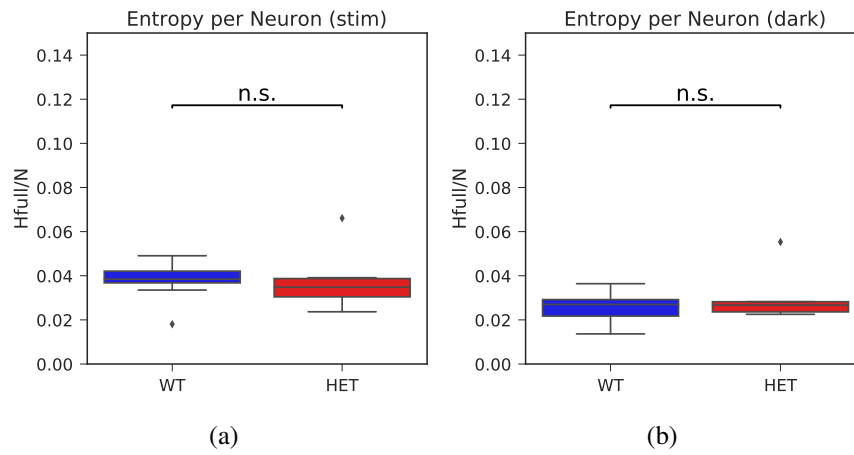 Entropy per Neuron (stim)
Hfull/N
0.14
0.12
0.10
0.08
0.06
0.04
0.02
0.00
n.s.
WT HET
(a)
Entropy per Neuron (dark)
Hfull/N
0.14
0.12
0.10
0.08
0.06
0.04
0.02
0.00
n.s.
WT HET
(b)